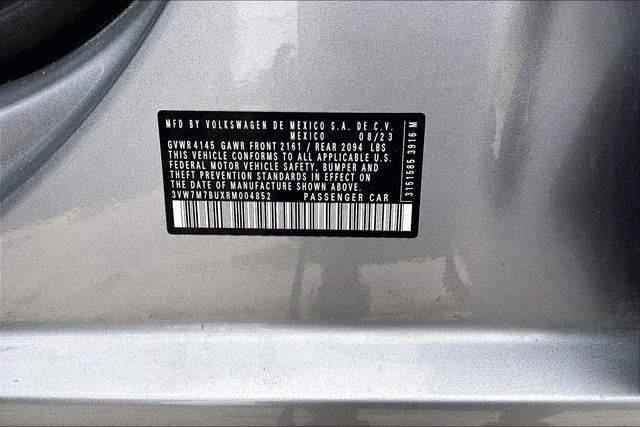 MFD BY VOLKSWAGEN DE MEXICO S.A. DE C.V.
MEXICO 08/23
GVWR 4145 GAWR FRONT 2161 / REAR 2094 LBS
THIS VEHICLE CONFORMS TO ALL APPLICABLE U.S.
FEDERAL MOTOR VEHICLE SAFETY, BUMPER AND
THEFT PREVENTION STANDARDS IN EFFECT ON
THE DATE OF MANUFACTURE SHOWN ABOVE.
3VW7M7BUXRM004852 PASSENGER CAR
3151585 3916 M